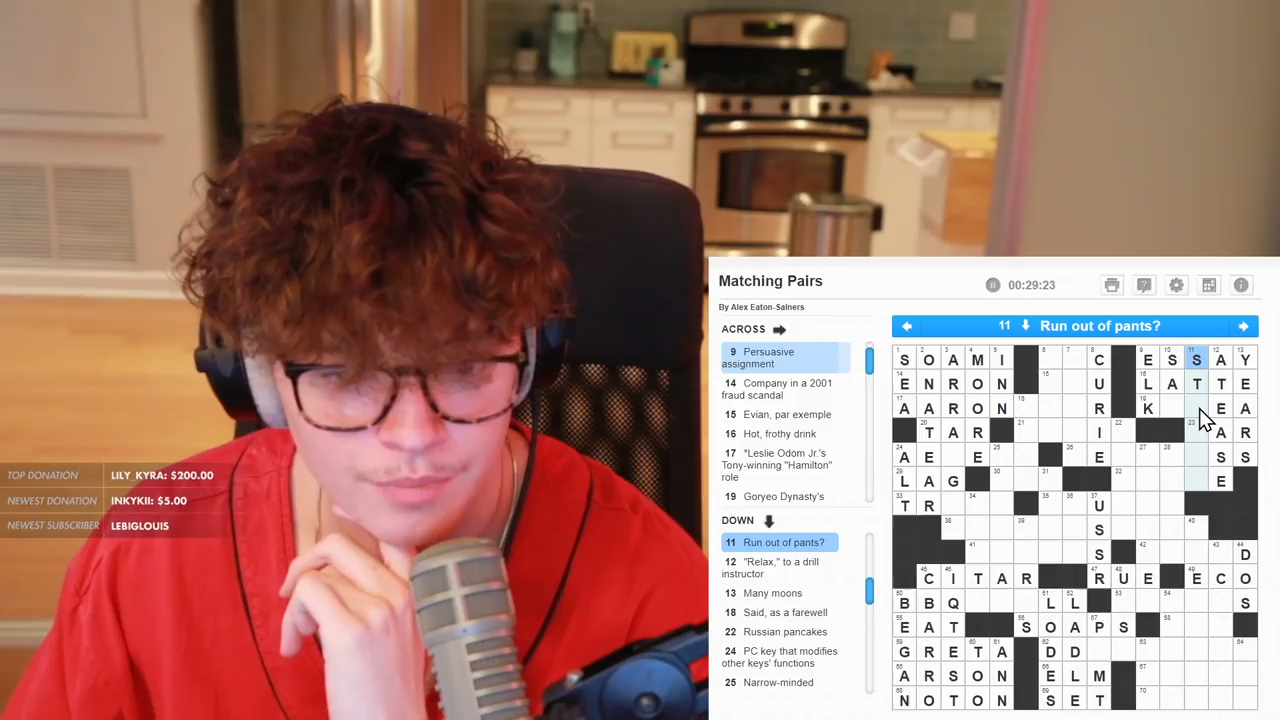 Matching Pairs
00:29:23
By Alex Eaton-Salners
ACROSS
9 Persuasive
assignment
14 Company in a 2001
fraud scandal
15 Evian, par exemple
16 Hot, frothy drink
17 *Leslie Odom Jr.'s
Tony-winning "Hamilton"
role
19 Goryeo Dynasty's
DOWN
11 Run out of pants?
12 "Relax," to a drill
instructor
13 Many moons
18 Said, as a farewell
22 Russian pancakes
24 PC key that modifies
other keys' functions
25 Narrow-minded
11 Run out of pants?
S O A M I C E S S A Y
E N R O N U L A T T E
A A R O N R K E A
T A R I A R
A E E E S S
L A G E
T R U
S
S D
C I T A R R U E E C O
B B Q L L S
E A T S O A P S
G R E T A D D
A R S O N E L M
N O T O N S E T
TOP DONATION LILY_KYRA: $200.00
NEWEST DONATION INKYKII: $5.00
NEWEST SUBSCRIBER LEBIGLOUIS